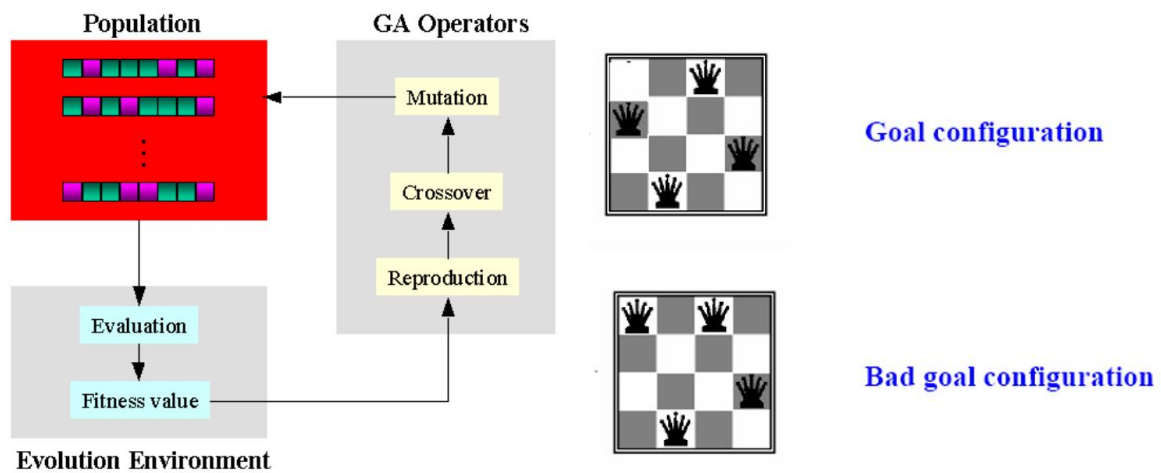 Population
GA Operators
Mutation
Crossover
Reproduction
Evaluation
Fitness value
Evolution Environment
Goal configuration
Bad goal configuration